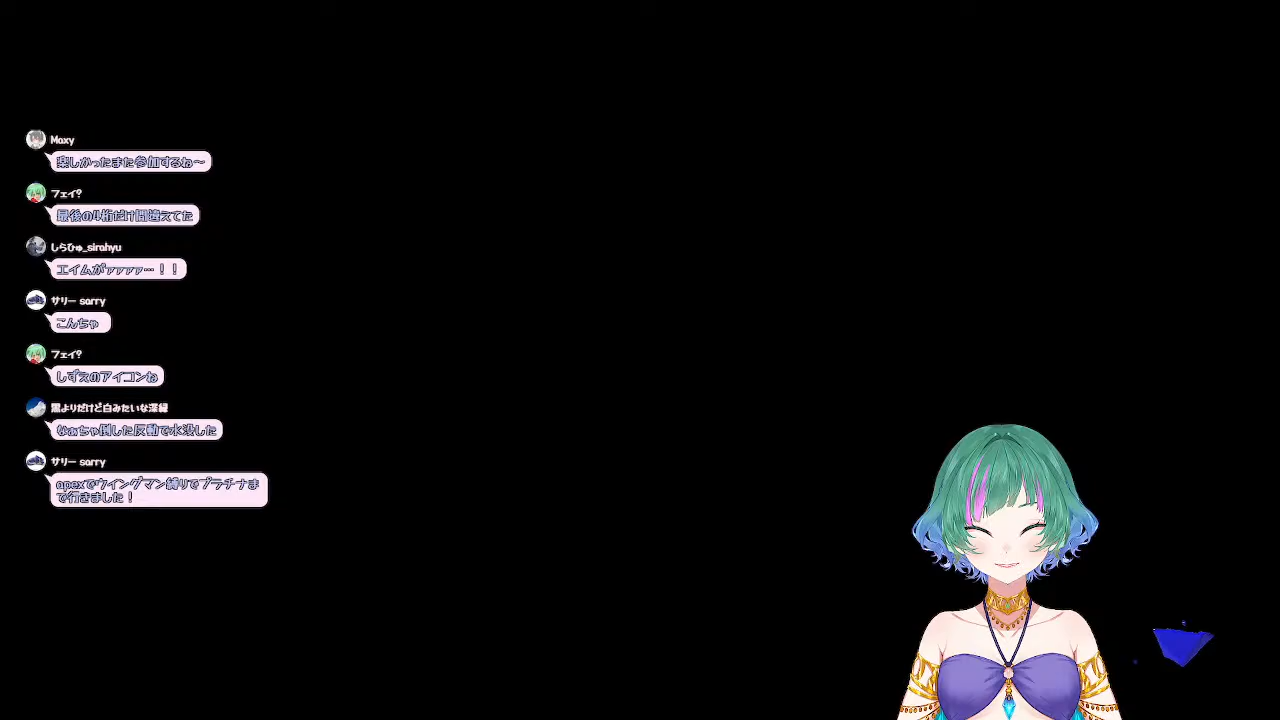 Maxy
楽しかったまた参加するね～
フェイ?
最後の4桁だけ間違えてた
しらひゅ_sirahyu
エイムがァァァァ…！！
サリー sarry
こんちゃ
フェイ?
しずえのアイコンね
黒よりだけど白みたいな深緑
なぁちゃ倒した反動で水没した
サリー sarry
apexでウイングマン縛りでプラチナま
で行きました！